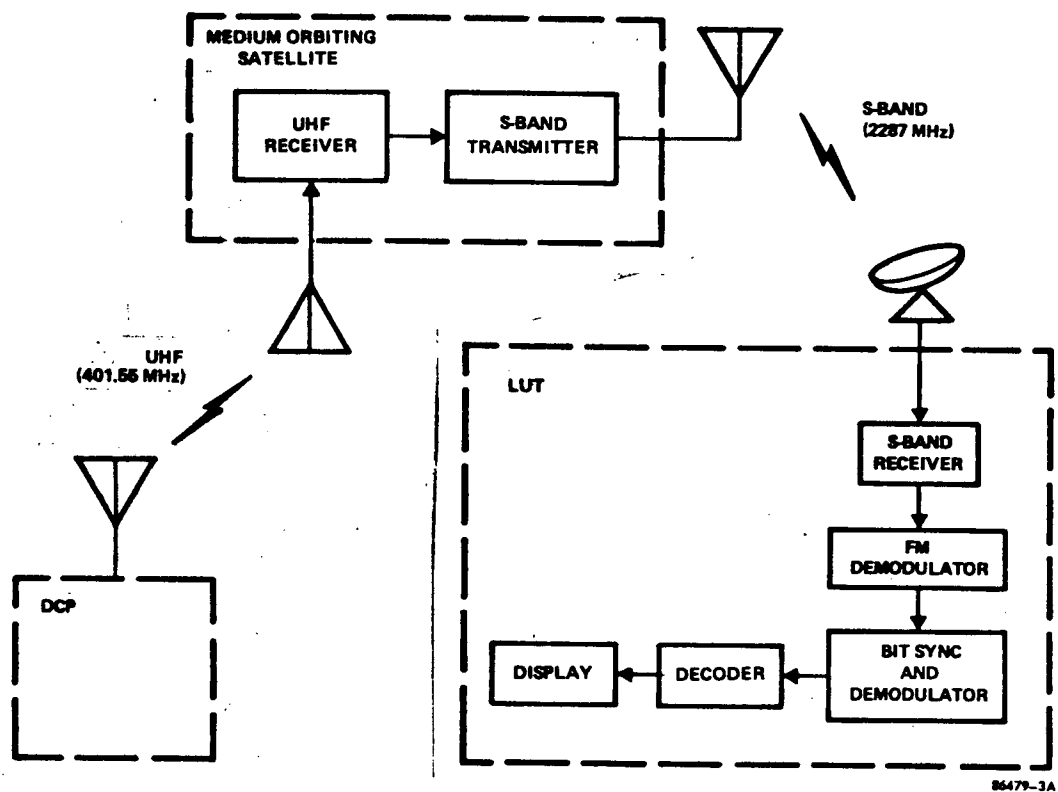 MEDIUM ORBITING
SATELLITE
UHF
RECEIVER
S-BAND
TRANSMITTER
S-BAND
(2287 MHz)
UHF
(401.55 MHz)
DCP
LUT
S-BAND
RECEIVER
FM
DEMODULATOR
BIT SYNC
AND
DEMODULATOR
DECODER
DISPLAY
86479-3A